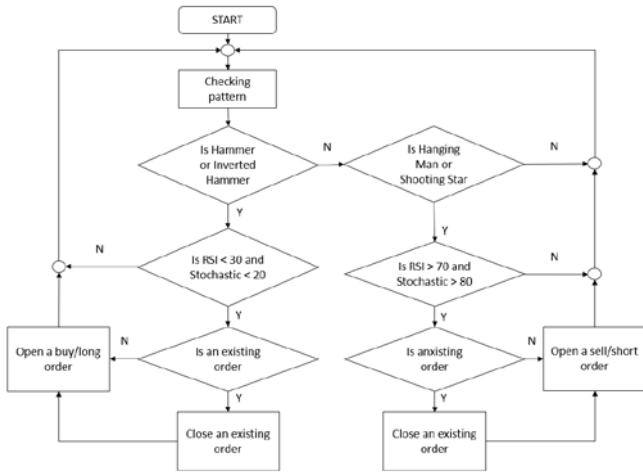 START
Checking
pattern
Is Hammer
or Inverted
Hammer
N
Is Hanging
Man or
Shooting Star
N
Y
Y
N
Is RSI < 30 and
Stochastic < 20
Is RSI > 70 and
Stochastic > 80
N
Y
Y
Open a buy/long
order
N
Is an existing
order
Is anxisting
order
N
Open a sell/short
order
Y
Y
Close an existing
order
Close an existing
order